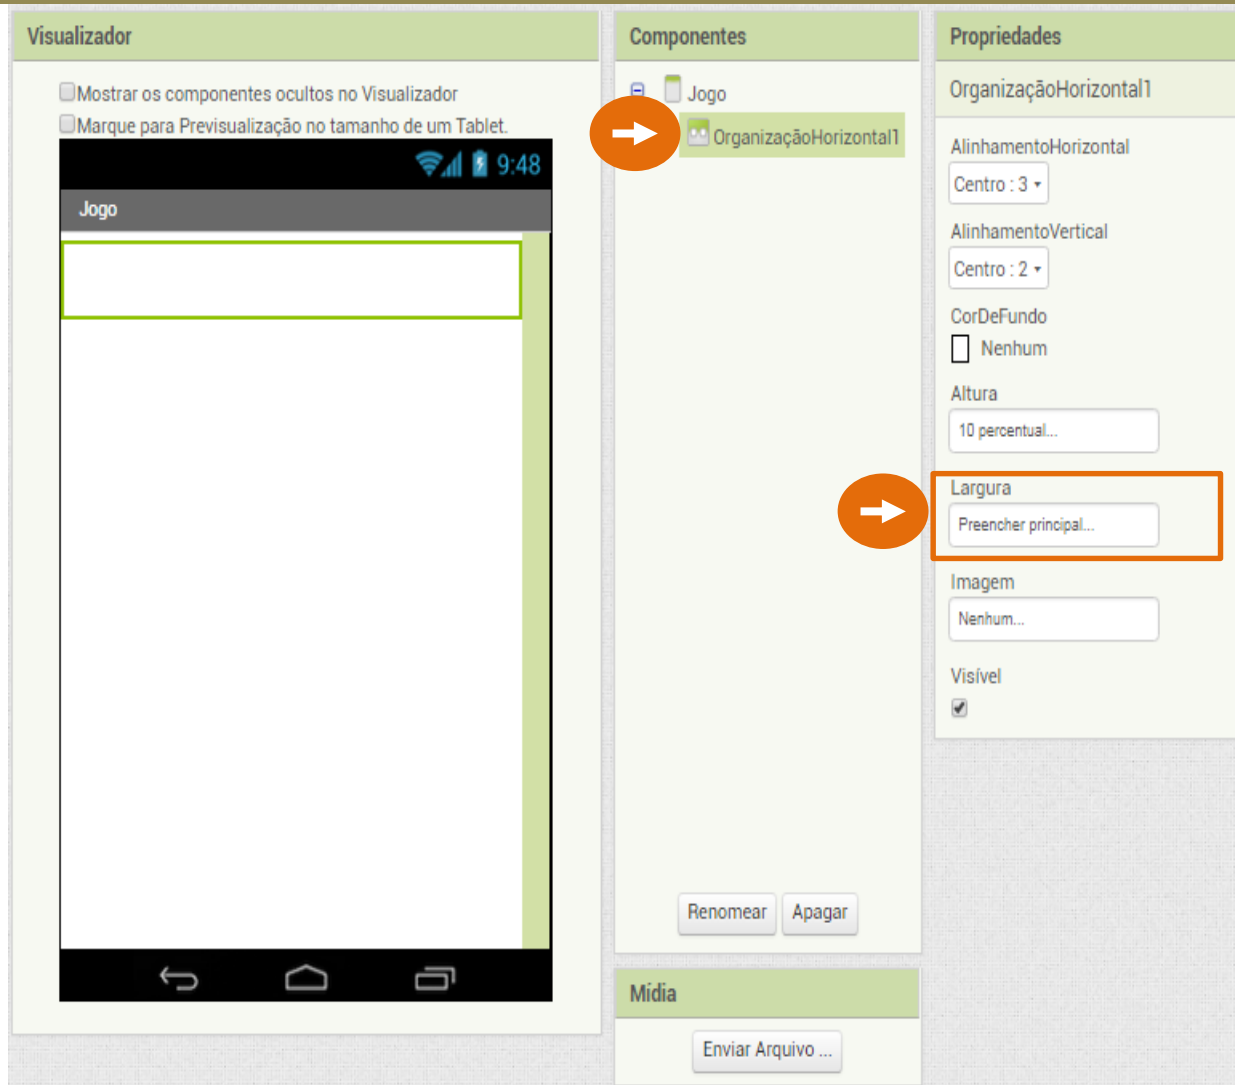 Visualizador
Mostrar os componentes ocultos no Visualizador
Marque para Previsualização no tamanho de um Tablet.
9:48
Jogo
Componentes
Jogo
OrganizaçãoHorizontal1
Renomear Apagar
Mídia
Enviar Arquivo ...
Propriedades
OrganizaçãoHorizontal1
AlinhamentoHorizontal
Centro : 3
AlinhamentoVertical
Centro : 2
CorDeFundo
Nenhum
Altura
10 percentual...
Largura
Preencher principal...
Imagem
Nenhum...
Visível